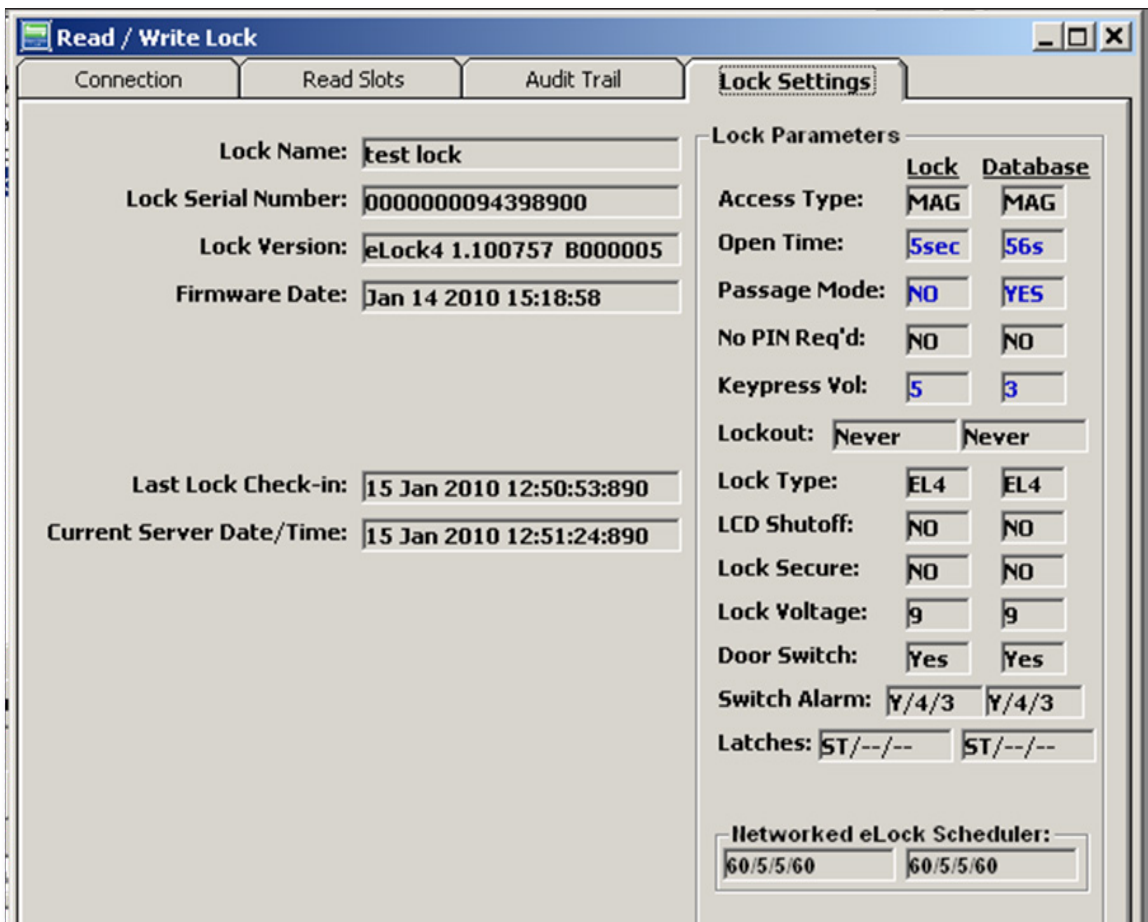 Read / Write Lock
Connection Read Slots Audit Trail Lock Settings
Lock Name: test lock
Lock Serial Number: 0000000094398900
Lock Version: eLock4 1.100757 B000005
Firmware Date: Jan 14 2010 15:18:58
Last Lock Check-in: 15 Jan 2010 12:50:53:890
Current Server Date/Time: 15 Jan 2010 12:51:24:890
Lock Parameters
Lock Database
Access Type: MAG MAG
Open Time: 5sec 56s
Passage Mode: NO YES
No PIN Req'd: NO NO
Keypress Vol: 5 3
Lockout: Never Never
Lock Type: EL4 EL4
LCD Shutoff: NO NO
Lock Secure: NO NO
Lock Voltage: 9 9
Door Switch: Yes Yes
Switch Alarm: Y/4/3 Y/4/3
Latches: ST/--/-- ST/--/--
Networked eLock Scheduler:
60/5/5/60 60/5/5/60